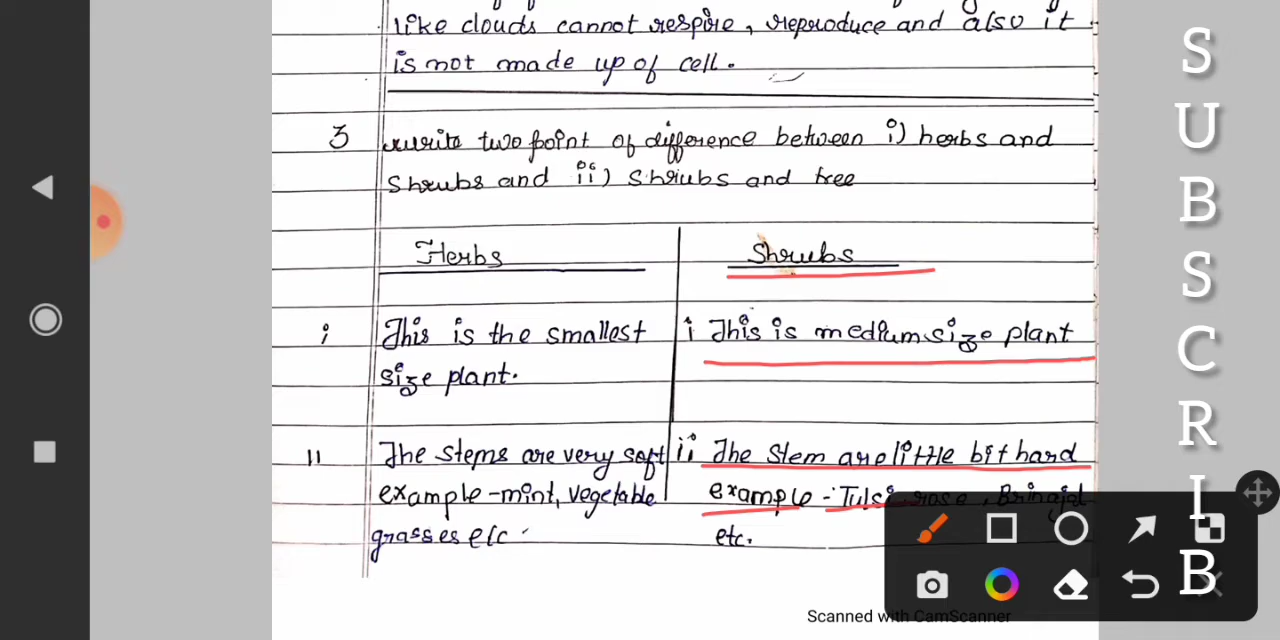 like clouds cannot respire, reproduce and also it
is not made up of cell.
3 write two point of difference between i) herbs and
Shrubs and ii) Shrubs and tree
Herbs Shrubs
i This is the smallest i This is medium size plant
size plant.
ii The stems are very soft ii The Stem are little bit hard
example - mint, vegetable example - Tulsi, rose, Bringjal
grasses etc. etc.
Scanned with CamScanner
S
U
B
S
C
R
I
B